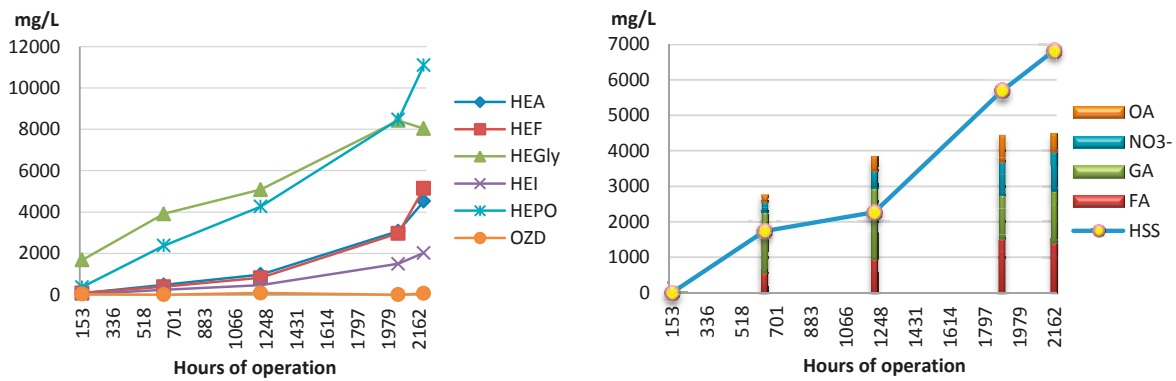 mg/L
12000
10000
8000
6000
4000
2000
0
153
336
518
701
883
1066
1248
1431
1614
1797
1979
2162
Hours of operation
HEA
HEF
HEGly
HEI
HEPO
OZD
mg/L
7000
6000
5000
4000
3000
2000
1000
0
153
336
518
701
883
1066
1248
1431
1614
1797
1979
2162
Hours of operation
OA
NO3-
GA
FA
HSS